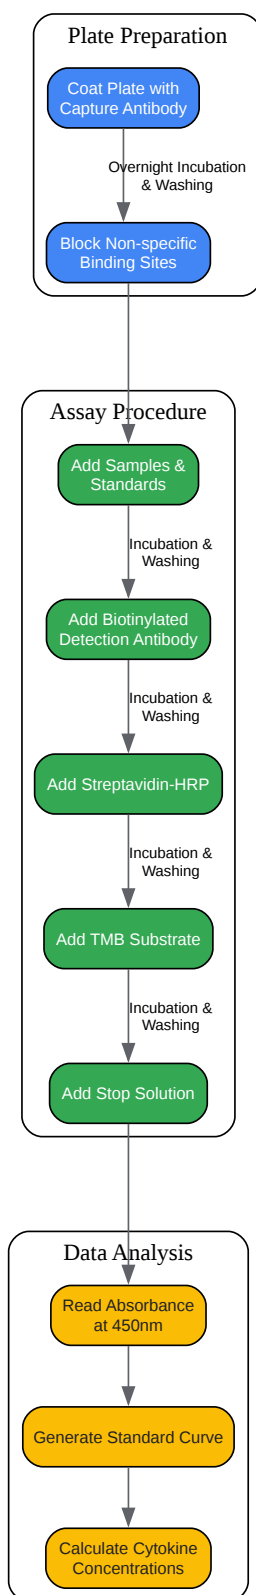 Plate Preparation
Coat Plate with
Capture Antibody
Overnight Incubation
& Washing
Block Non-specific
Binding Sites
Assay Procedure
Add Samples &
Standards
Incubation &
Washing
Add Biotinylated
Detection Antibody
Incubation &
Washing
Add Streptavidin-HRP
Incubation &
Washing
Add TMB Substrate
Incubation &
Washing
Add Stop Solution
Data Analysis
Read Absorbance
at 450nm
Generate Standard Curve
Calculate Cytokine
Concentrations